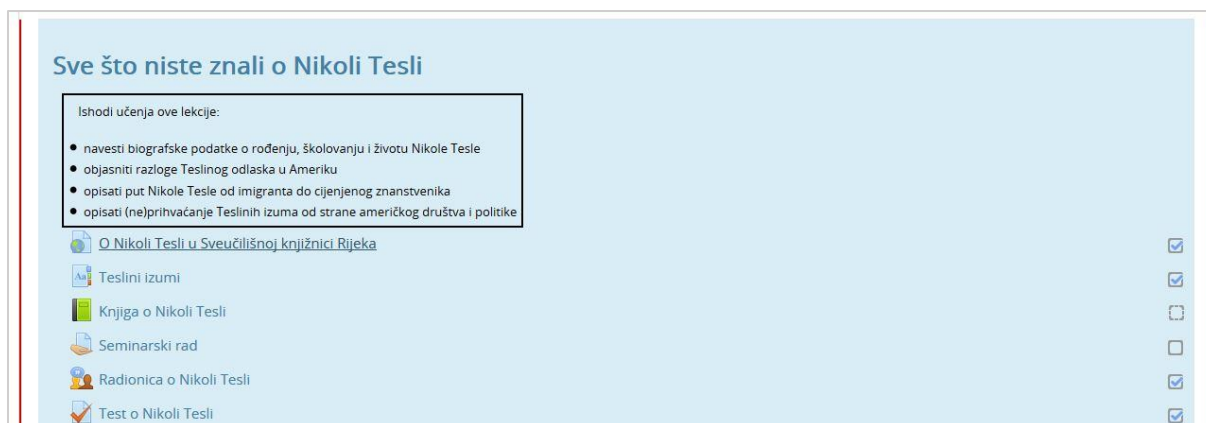 Sve što niste znali o Nikoli Tesli
Ishodi učenja ove lekcije:
• navesti biografske podatke o rođenju, školovanju i životu Nikole Tesle
• objasniti razloge Teslinog odlaska u Ameriku
• opisati put Nikole Tesle od imigranta do cijenjenog znanstvenika
• opisati (ne)prihvaćanje Teslinih izuma od strane američkog društva i politike
O Nikoli Tesli u Sveučilišnoj knjižnici Rijeka
Aa Teslini izumi
Knjiga o Nikoli Tesli
Seminarski rad
Radionica o Nikoli Tesli
Test o Nikoli Tesli